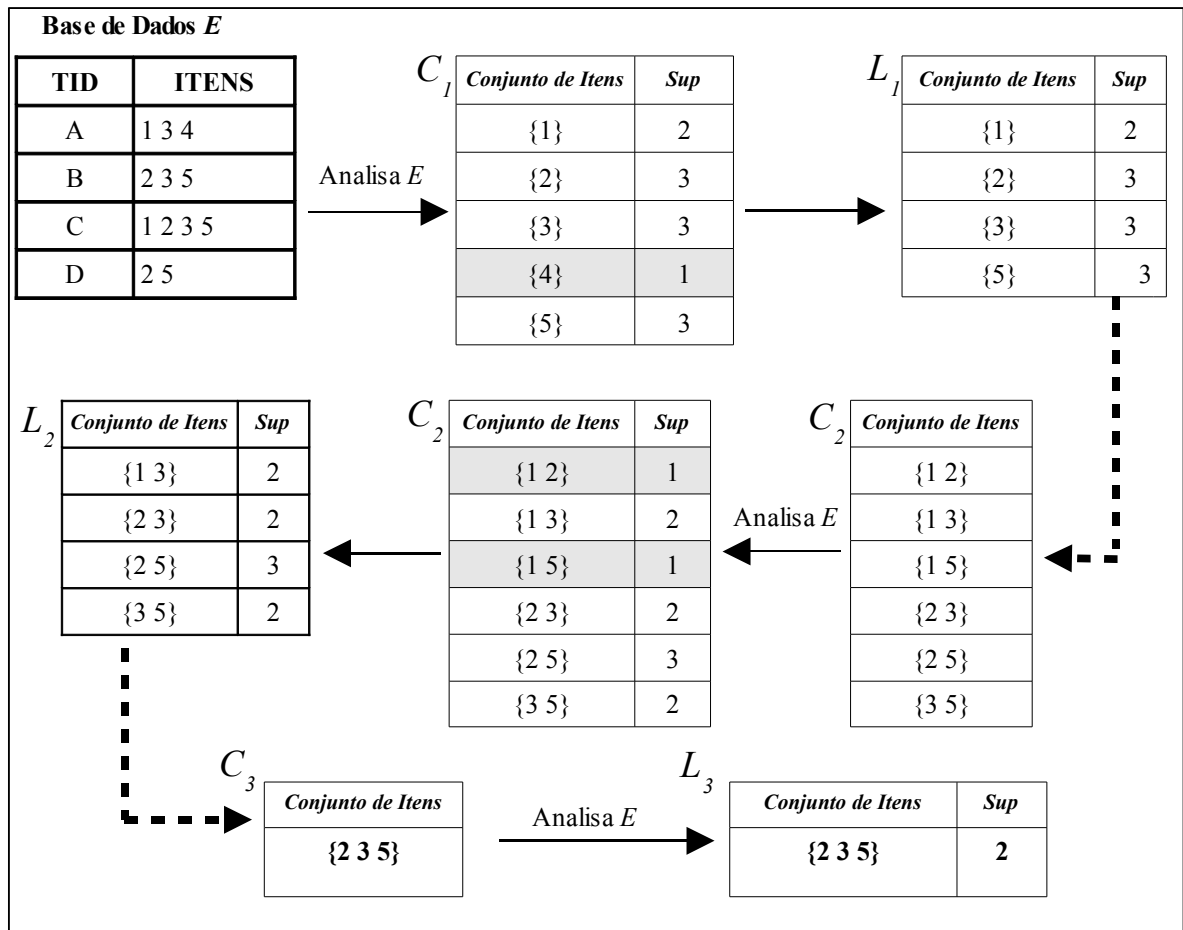 Base de Dados E
TID ITENS
A 1 3 4
B 2 3 5
C 1 2 3 5
D 2 5
Analisa E
C1
Conjunto de Itens Sup
{1} 2
{2} 3
{3} 3
{4} 1
{5} 3
L1
Conjunto de Itens Sup
{1} 2
{2} 3
{3} 3
{5} 3
L2
Conjunto de Itens Sup
{1 3} 2
{2 3} 2
{2 5} 3
{3 5} 2
C2
Conjunto de Itens Sup
{1 2} 1
{1 3} 2
{1 5} 1
{2 3} 2
{2 5} 3
{3 5} 2
Analisa E
C2
Conjunto de Itens
{1 2}
{1 3}
{1 5}
{2 3}
{2 5}
{3 5}
C3
Conjunto de Itens
{2 3 5}
Analisa E
L3
Conjunto de Itens Sup
{2 3 5} 2